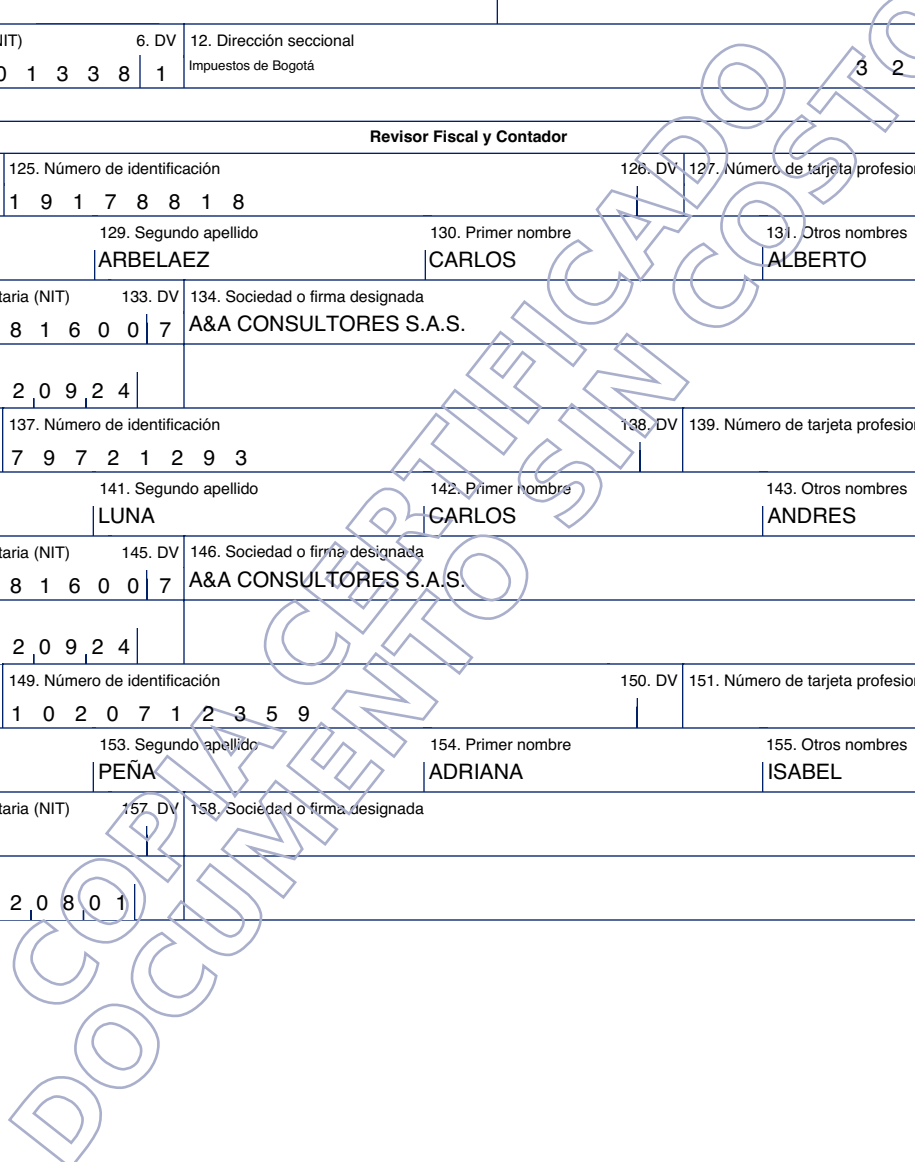 NIT) 6. DV 12. Dirección seccional
0 1 3 3 8 1 Impuestos de Bogotá 3 2
Revisor Fiscal y Contador
125. Número de identificación 126. DV 127. Número de tarjeta profesion
1 9 1 7 8 8 1 8
129. Segundo apellido 130. Primer nombre 131. Otros nombres
ARBELAEZ CARLOS ALBERTO
taria (NIT) 133. DV 134. Sociedad o firma designada
8 1 6 0 0 7 A&A CONSULTORES S.A.S.
2 0 9 2 4
137. Número de identificación 138. DV 139. Número de tarjeta profesion
7 9 7 2 1 2 9 3
141. Segundo apellido 142. Primer nombre 143. Otros nombres
LUNA CARLOS ANDRES
taria (NIT) 145. DV 146. Sociedad o firma designada
8 1 6 0 0 7 A&A CONSULTORES S.A.S.
2 0 9 2 4
149. Número de identificación 150. DV 151. Número de tarjeta profesion
1 0 2 0 7 1 2 3 5 9
153. Segundo apellido 154. Primer nombre 155. Otros nombres
PEÑA ADRIANA ISABEL
taria (NIT) 157. DV 158. Sociedad o firma designada
2 0 8 0 1
COPIA CERTIFICADO
DOCUMENTO SIN COSTO